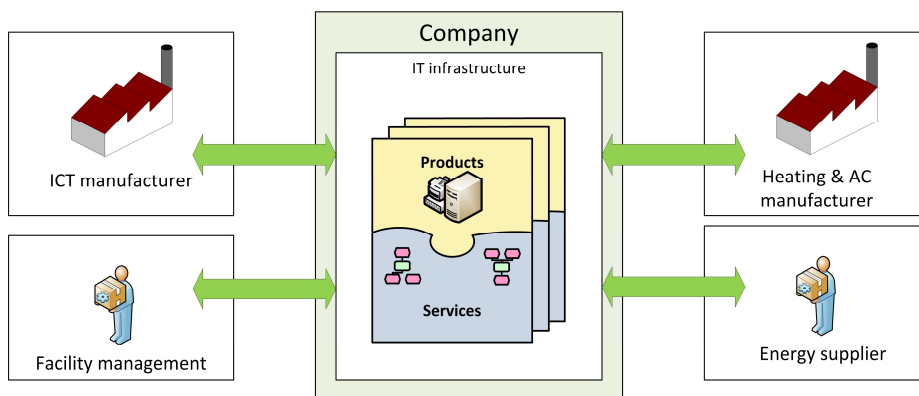 Company
IT infrastructure
ICT manufacturer
Products
Services
Facility management
Heating & AC
manufacturer
Energy supplier